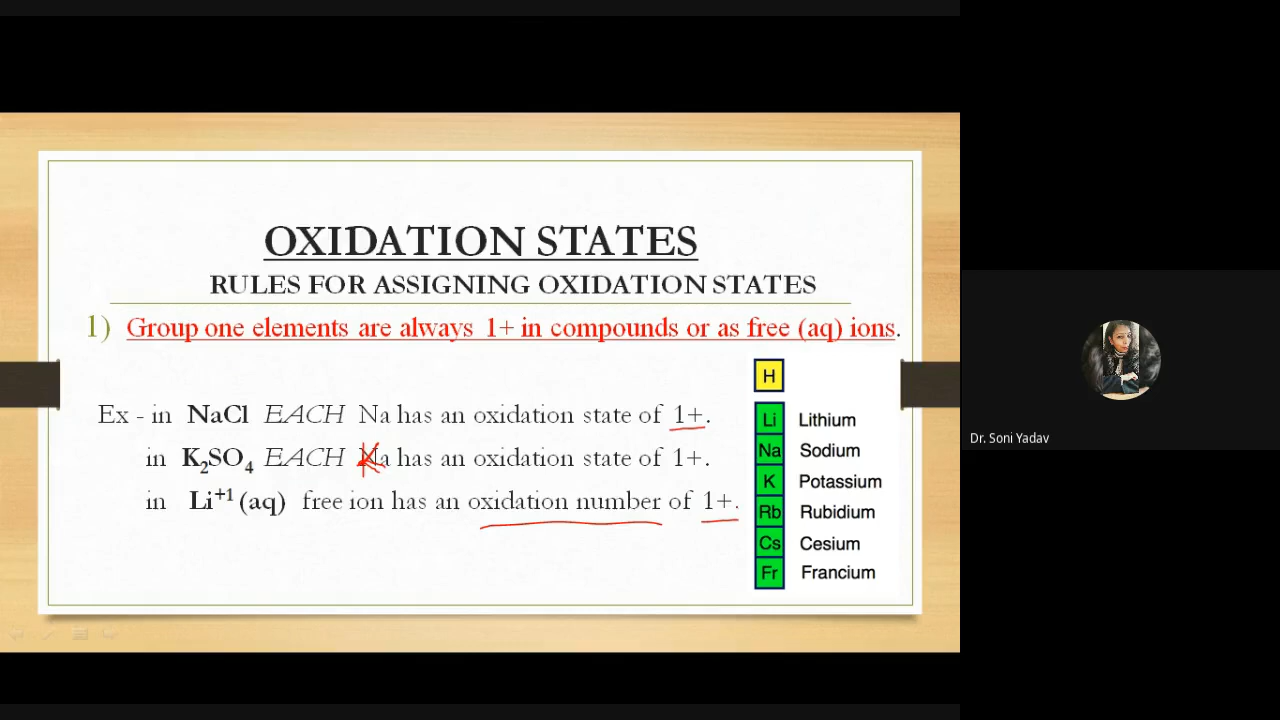 OXIDATION STATES
RULES FOR ASSIGNING OXIDATION STATES
1) Group one elements are always 1+ in compounds or as free (aq) ions.
Ex - in NaCl EACH Na has an oxidation state of 1+.
in K₂SO₄ EACH Na has an oxidation state of 1+.
in Li⁺¹ (aq) free ion has an oxidation number of 1+.
H
Li Lithium
Na Sodium
K Potassium
Rb Rubidium
Cs Cesium
Fr Francium
Dr. Soni Yadav